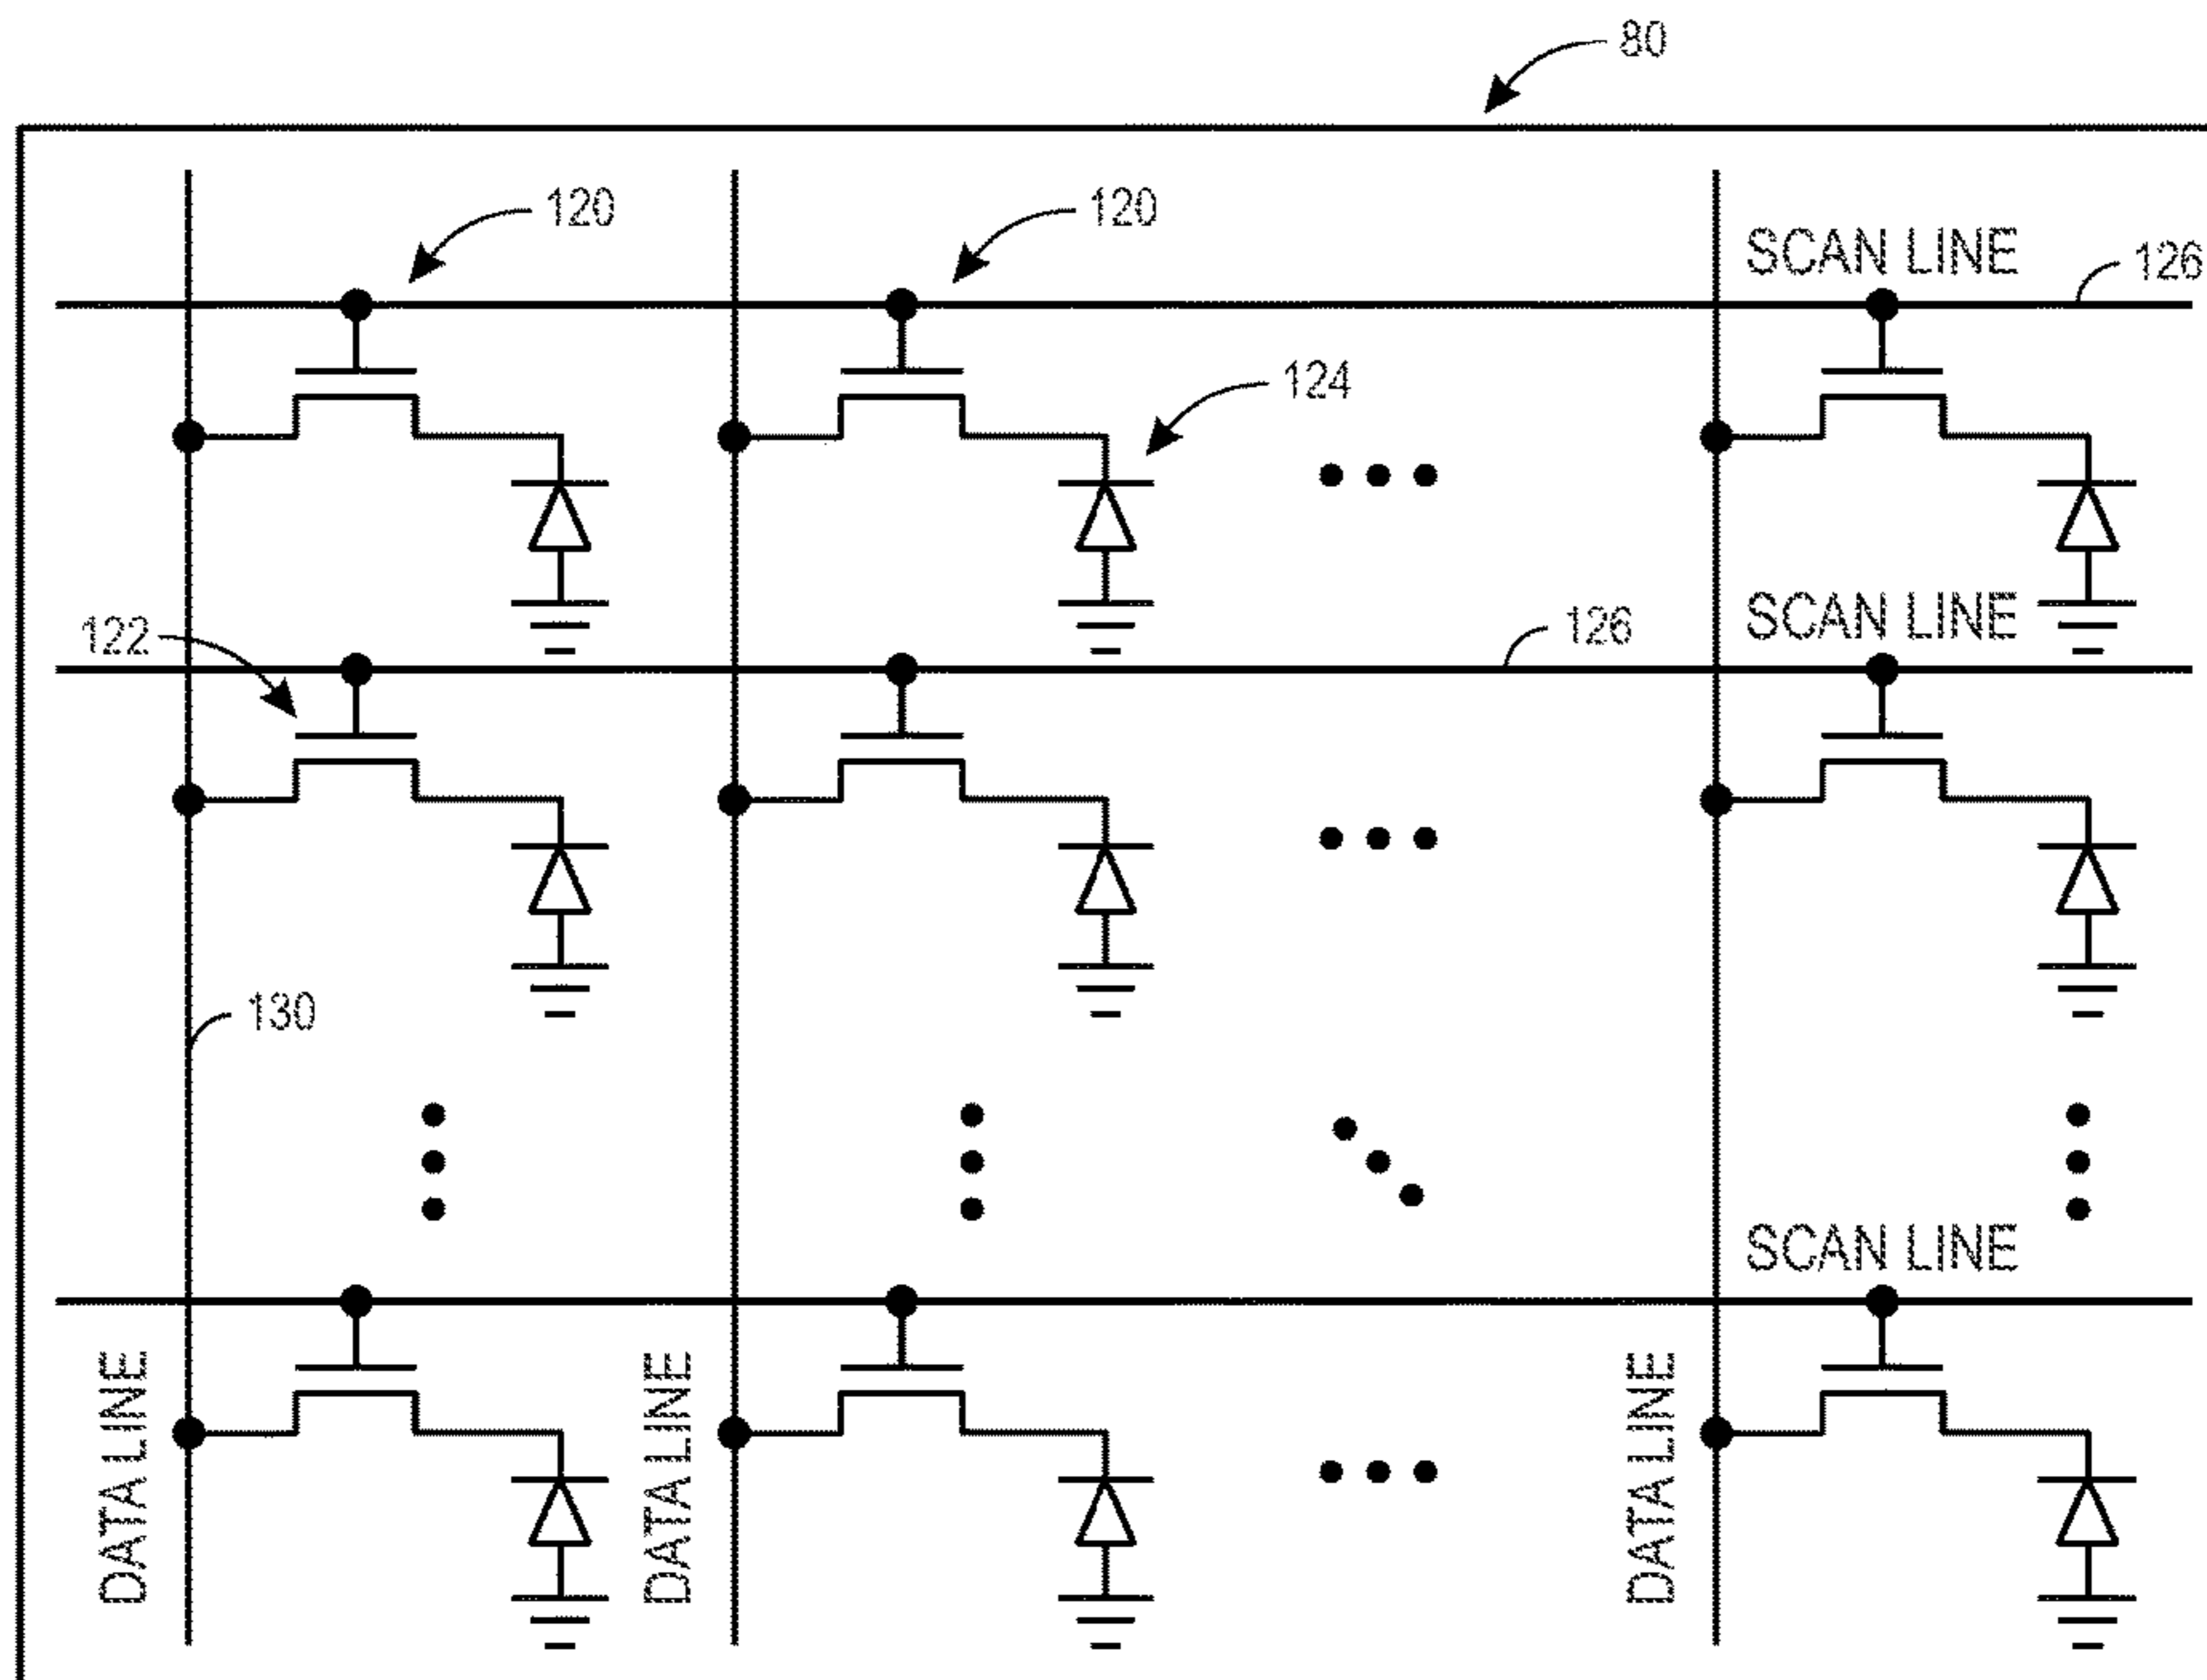 80
120
120
SCAN LINE
126
124
SCAN LINE
122
126
130
SCAN LINE
DATA LINE
DATA LINE
DATA LINE